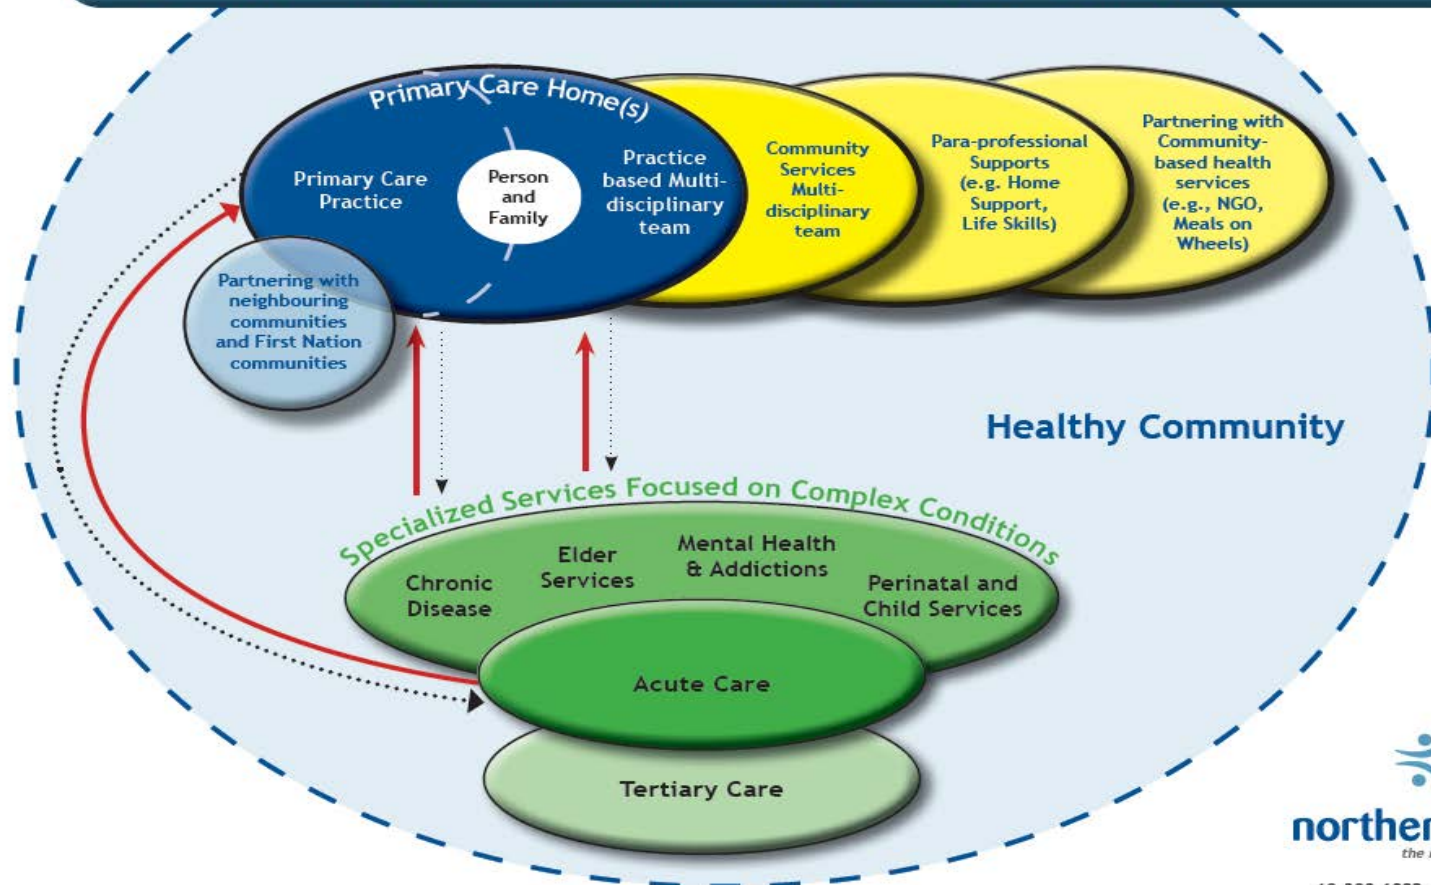 Primary Care Home(s)
Primary Care
Practice
Person
and
Family
Practice
based Multi-
disciplinary
team
Community
Services
Multi-
disciplinary
team
Para-professional
Supports
(e.g. Home
Support,
Life Skills)
Partnering with
Community-
based health
services
(e.g., NGO,
Meals on
Wheels)
Partnering with
neighbouring
communities
and First Nation
communities
Healthy Community
Specialized Services Focused on Complex Conditions
Chronic
Disease
Elder
Services
Mental Health
& Addictions
Perinatal and
Child Services
Acute Care
Tertiary Care
norther
the